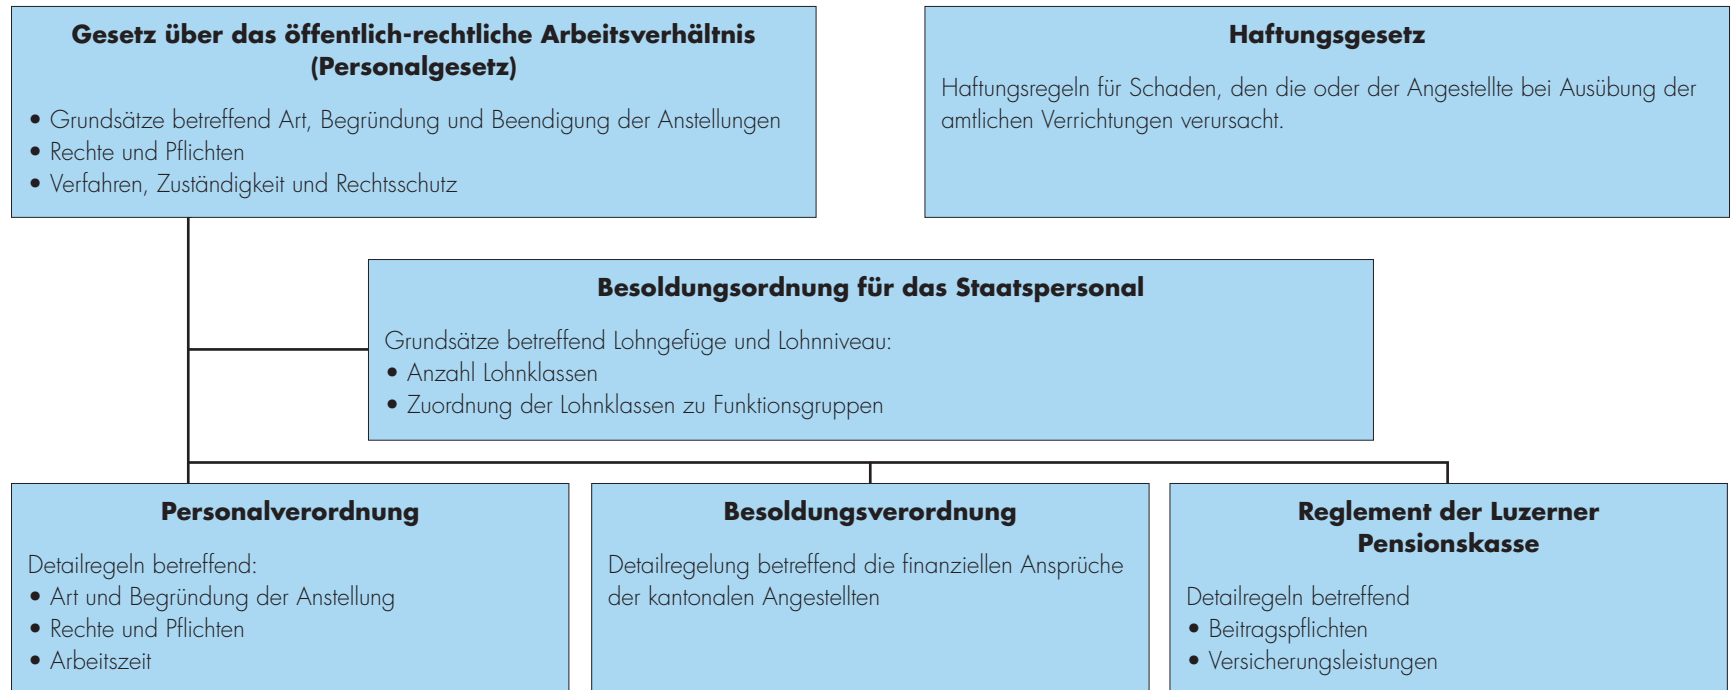 Gesetz über das öffentlich-rechtliche Arbeitsverhältnis
(Personalgesetz)
• Grundsätze betreffend Art, Begründung und Beendigung der Anstellungen
• Rechte und Pflichten
• Verfahren, Zuständigkeit und Rechtsschutz
Haftungsgesetz
Haftungsregeln für Schaden, den die oder der Angestellte bei Ausübung der
amtlichen Verrichtungen verursacht.
Besoldungsordnung für das Staatspersonal
Grundsätze betreffend Lohngefüge und Lohnniveau:
• Anzahl Lohnklassen
• Zuordnung der Lohnklassen zu Funktionsgruppen
Personalverordnung
Detailregeln betreffend:
• Art und Begründung der Anstellung
• Rechte und Pflichten
• Arbeitszeit
Besoldungsverordnung
Detailregelung betreffend die finanziellen Ansprüche
der kantonalen Angestellten
Reglement der Luzerner
Pensionskasse
Detailregeln betreffend
• Beitragspflichten
• Versicherungsleistungen